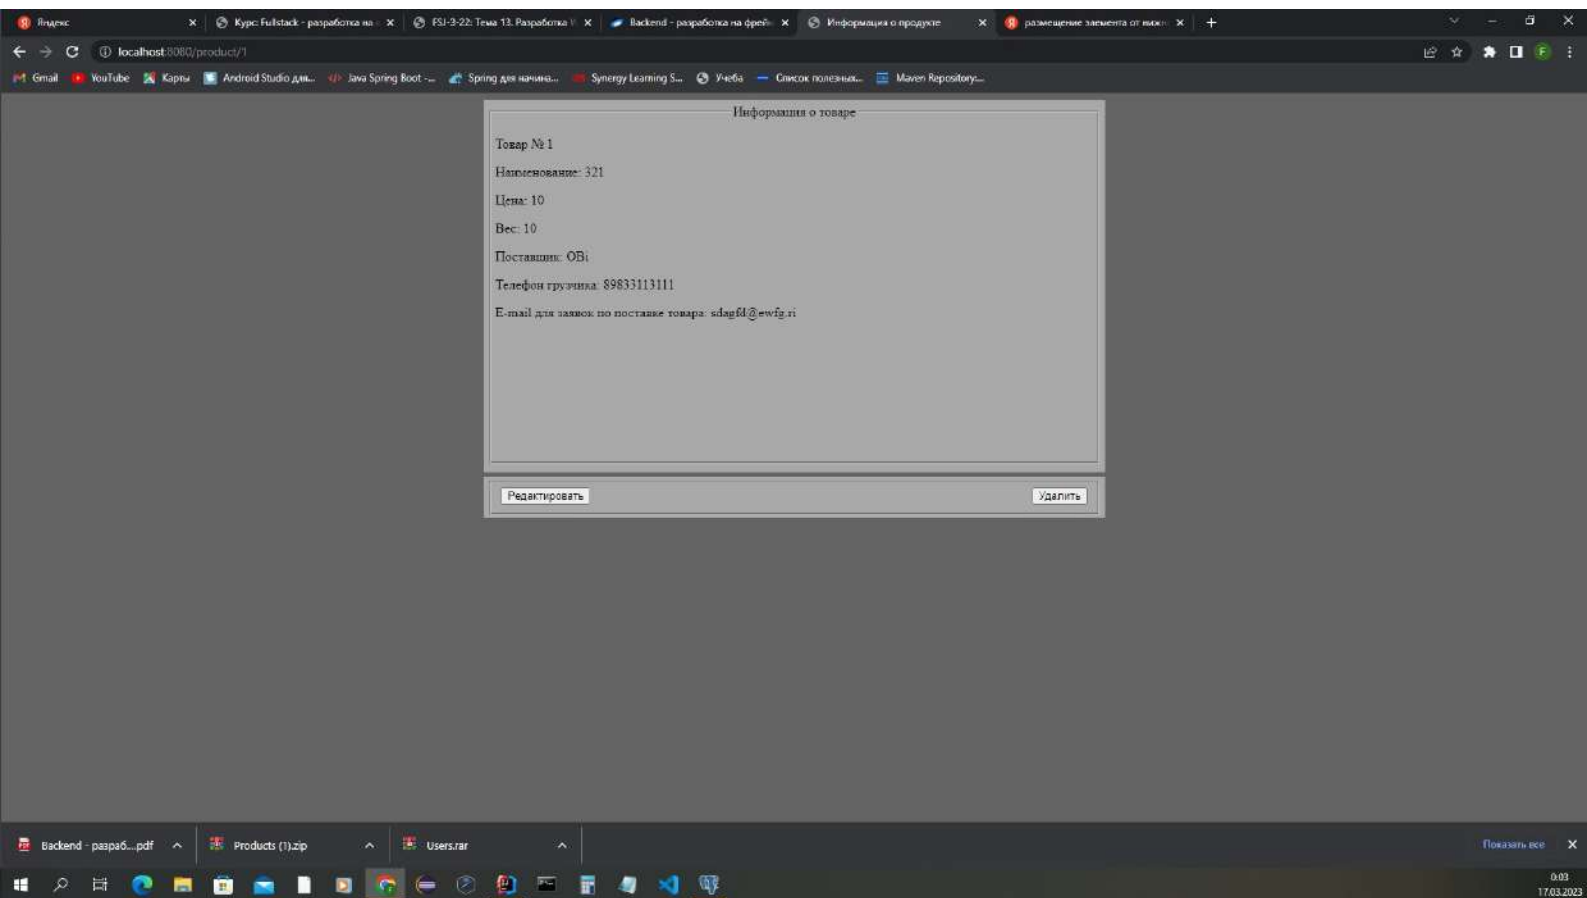 Яндекс
Курс: Fullstack - разработка на
FSJ-3-22: Тема 13. Разработка
Backend - разработка на фрей
Информация о продукте
размещение элемента от нижн
localhost:8080/product/1
Gmail
YouTube
Карты
Android Studio для...
Java Spring Boot -...
Spring для начина...
Synergy Learning S...
Учеба
Список полезных...
Maven Repository:...
Информация о товаре
Товар № 1
Наименование: 321
Цена: 10
Вес: 10
Поставщик: OBi
Телефон грузчика: 89833113111
E-mail для заявок по поставке товара: sdagfd@ewfg.ri
Редактировать
Удалить
Backend - разраб....pdf
Products (1).zip
Users.rar
Показать все
0:03
17.03.2023